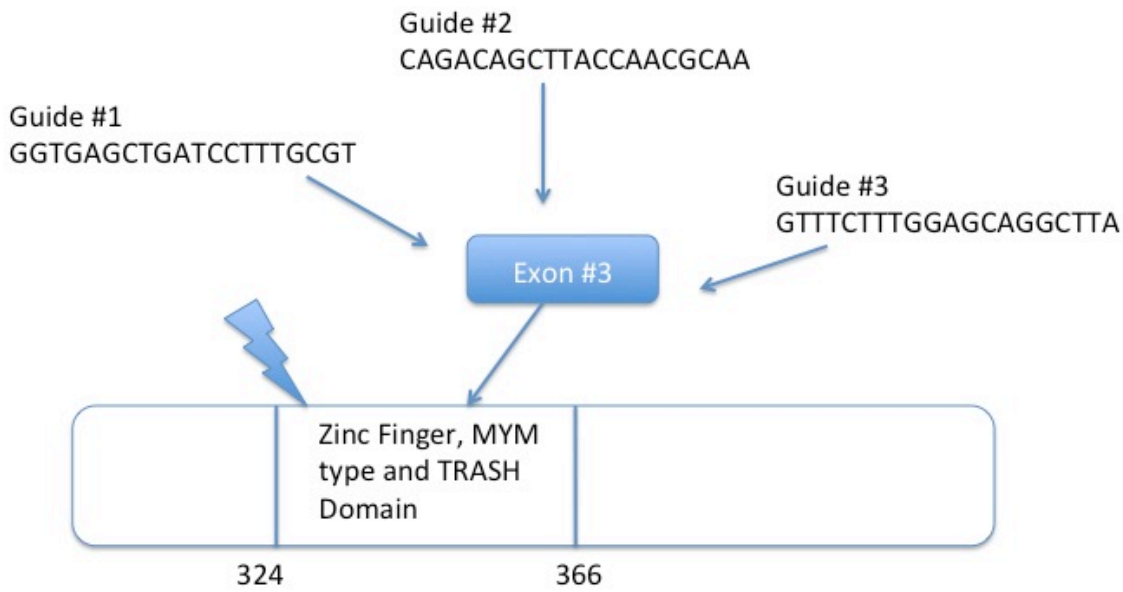 Guide #2
CAGACAGCTTACCAACGCAA
Guide #1
GGTGAGCTGATCCTTTGCGT
Guide #3
GTTTCTTTGGAGCAGGCTTA
Exon #3
Zinc Finger, MYM
type and TRASH
Domain
324
366